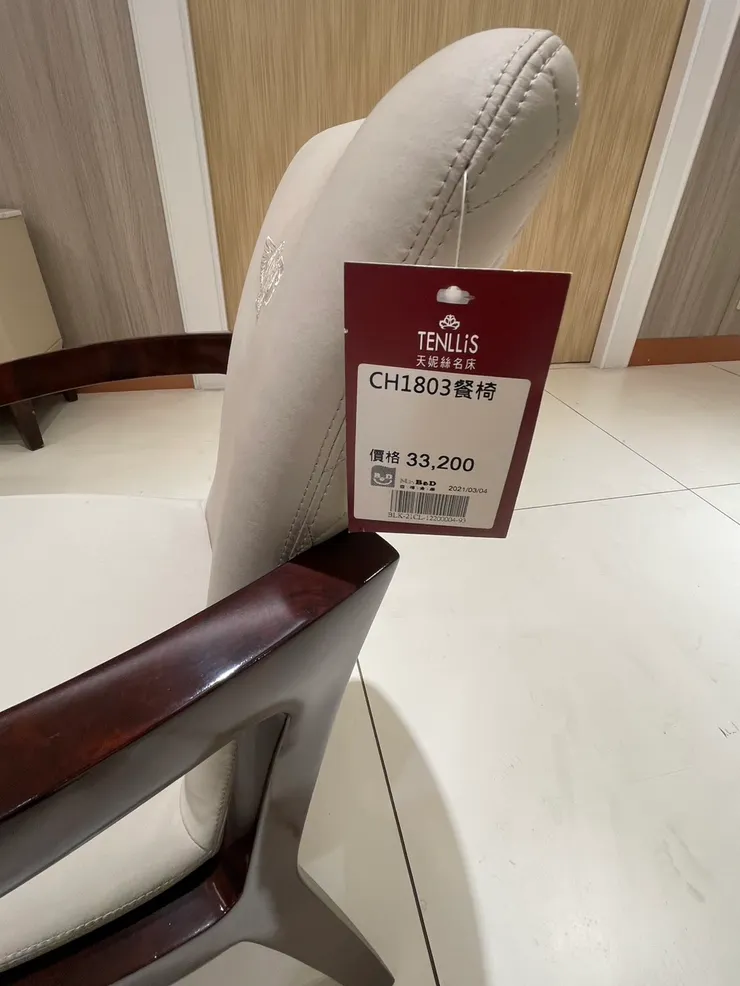 TENLLiS
天妮絲名床
CH1803餐椅
價格 33,200
B&D
Mr. B&D
2021/03/04